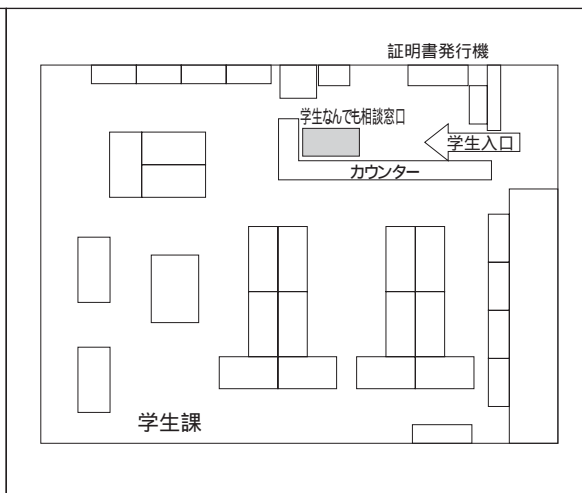 証明書発行機
学生なんでも相談窓口
学生入口
カウンター
学生課